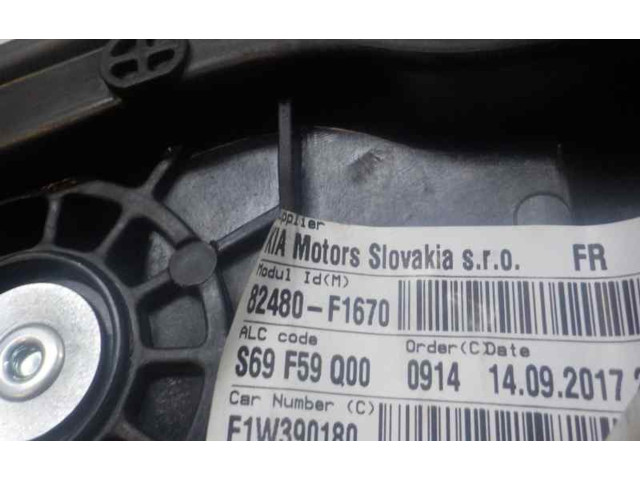 KIA Motors Slovakia s.r.o. FR
Modul Id(M)
82480-F1670
ALC code Order(C) Date
S69 F59 Q00 0914 14.09.2017
Car Number (C)
F1W390180